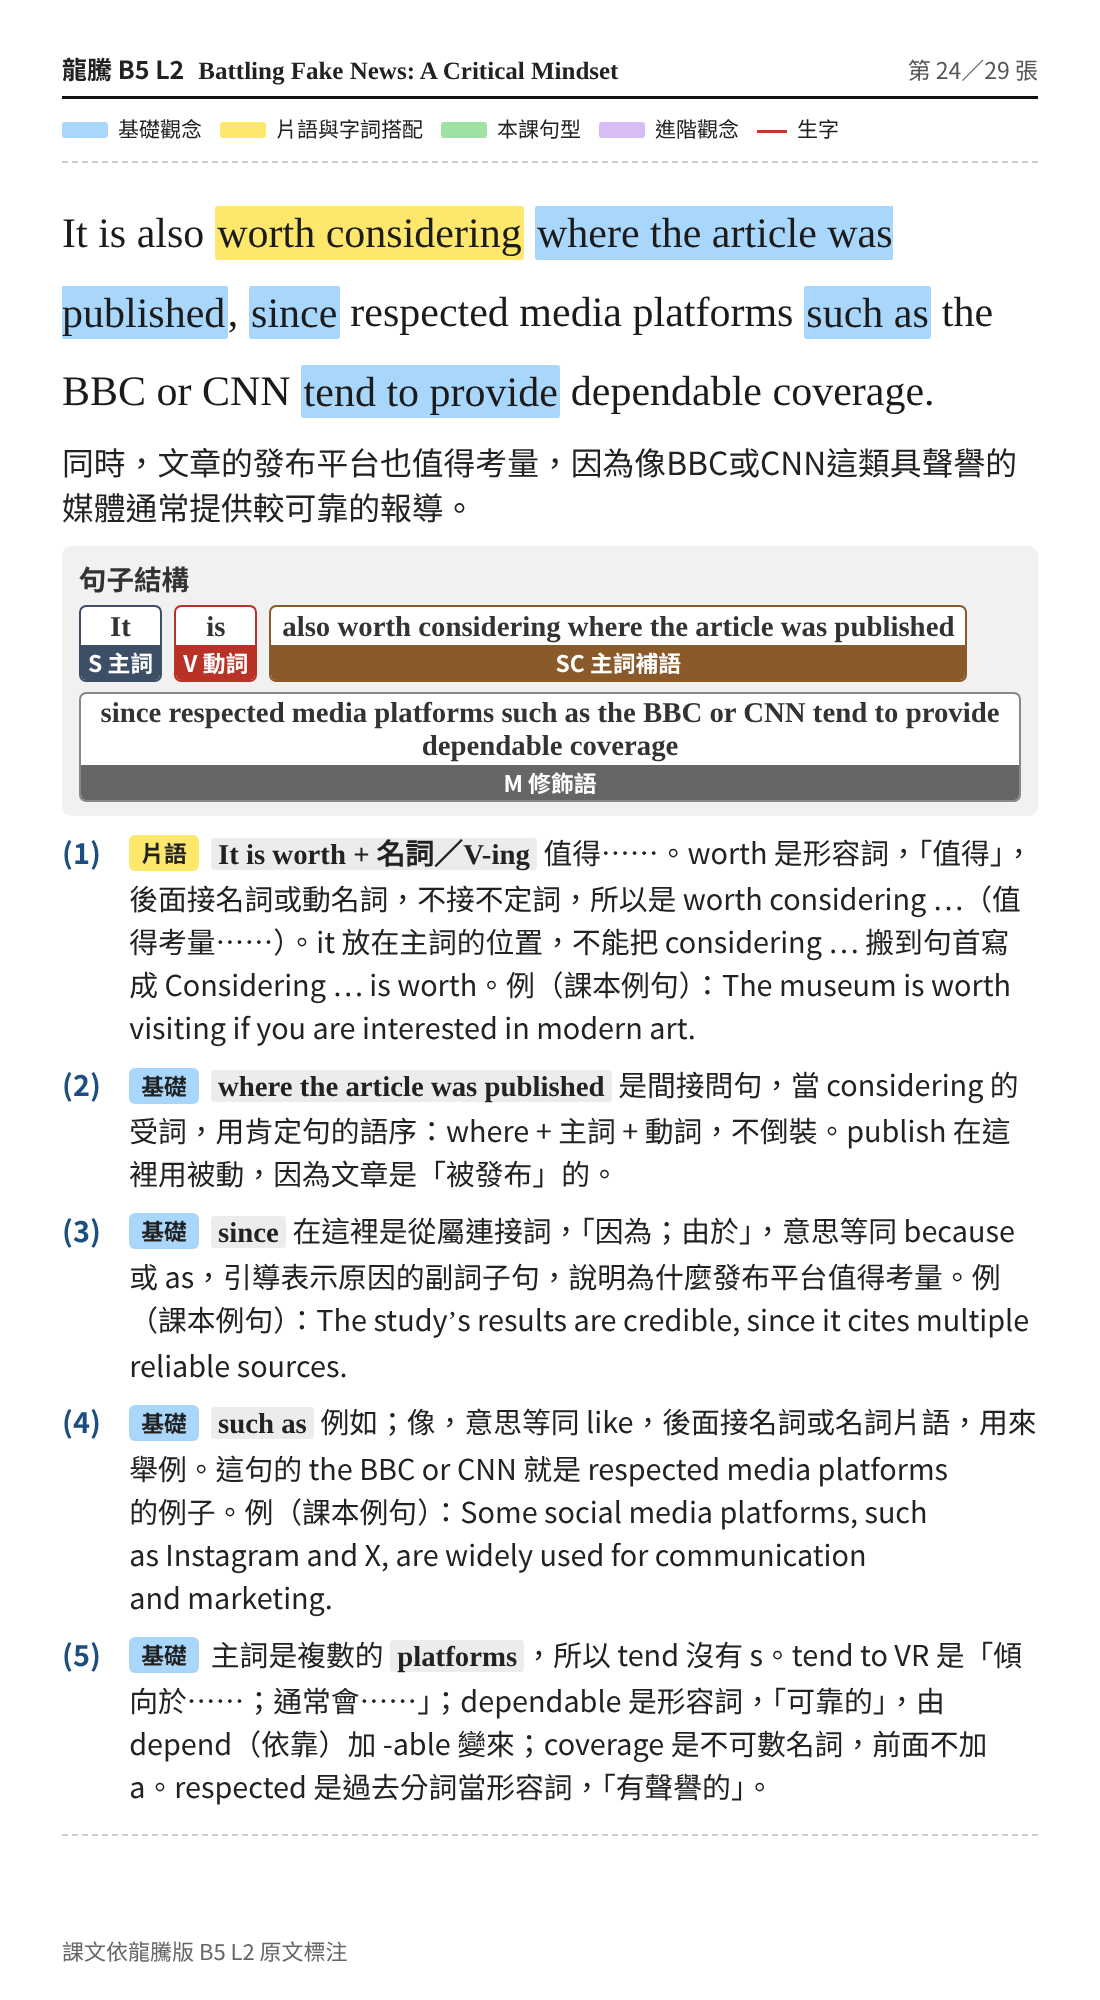 龍騰 B5 L2 Battling Fake News: A Critical Mindset 第 24／29 張
基礎觀念 片語與字詞搭配 本課句型 進階觀念 生字
It is also worth considering where the article was
published, since respected media platforms such as the
BBC or CNN tend to provide dependable coverage.
同時，文章的發布平台也值得考量，因為像BBC或CNN這類具聲譽的
媒體通常提供較可靠的報導。
句子結構
It is also worth considering where the article was published
S 主詞 V 動詞 SC 主詞補語
since respected media platforms such as the BBC or CNN tend to provide
dependable coverage
M 修飾語
(1) 片語 It is worth + 名詞／V-ing 值得⋯⋯。worth 是形容詞，「值得」，
後面接名詞或動名詞，不接不定詞，所以是 worth considering …（值
得考量⋯⋯）。it 放在主詞的位置，不能把 considering … 搬到句首寫
成 Considering … is worth。例（課本例句）：The museum is worth
visiting if you are interested in modern art.
(2) 基礎 where the article was published 是間接問句，當 considering 的
受詞，用肯定句的語序：where + 主詞 + 動詞，不倒裝。publish 在這
裡用被動，因為文章是「被發布」的。
(3) 基礎 since 在這裡是從屬連接詞，「因為；由於」，意思等同 because
或 as，引導表示原因的副詞子句，說明為什麼發布平台值得考量。例
（課本例句）：The study’s results are credible, since it cites multiple
reliable sources.
(4) 基礎 such as 例如；像，意思等同 like，後面接名詞或名詞片語，用來
舉例。這句的 the BBC or CNN 就是 respected media platforms
的例子。例（課本例句）：Some social media platforms, such
as Instagram and X, are widely used for communication
and marketing.
(5) 基礎 主詞是複數的 platforms，所以 tend 沒有 s。tend to VR 是「傾
向於⋯⋯；通常會⋯⋯」；dependable 是形容詞，「可靠的」，由
depend（依靠）加 -able 變來；coverage 是不可數名詞，前面不加
a。respected 是過去分詞當形容詞，「有聲譽的」。
課文依龍騰版 B5 L2 原文標注